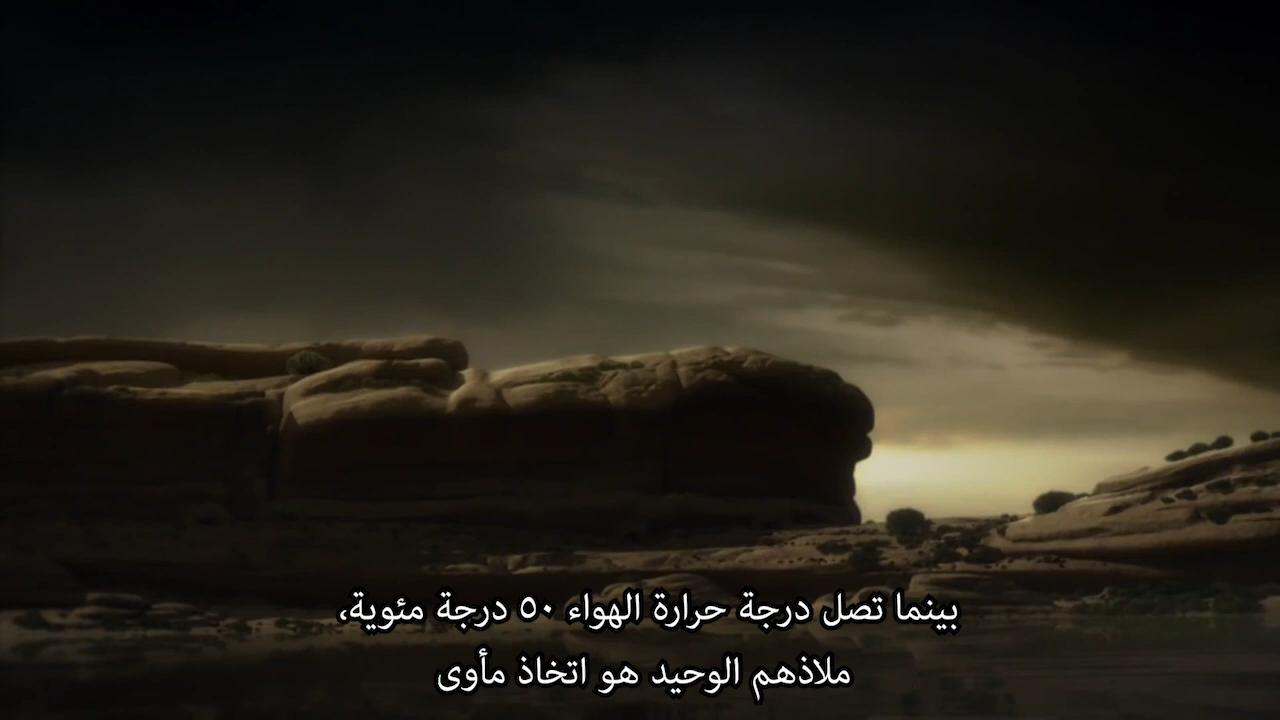 بينما تصل درجة حرارة الهواء ٥٠ درجة مئوية،
ملاذهم الوحيد هو اتخاذ مأوى